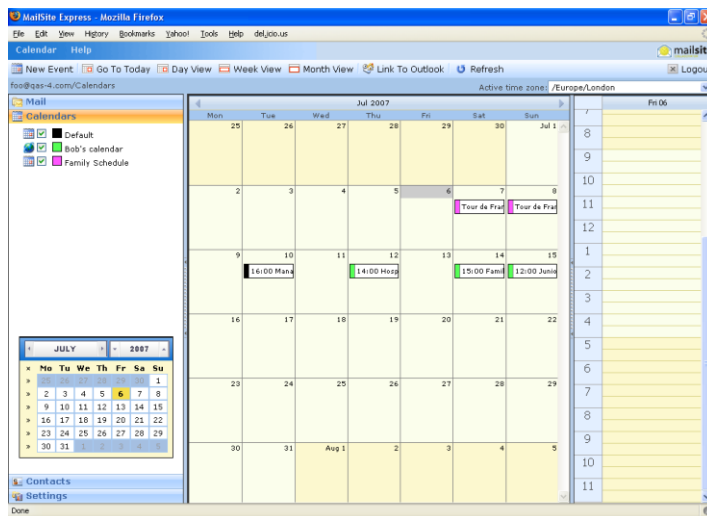 MailSite Express - Mozilla Firefox
File Edit View History Bookmarks Yahoo! Tools Help del.icio.us
Calendar Help
mailsit
New Event Go To Today Day View Week View Month View Link To Outlook Refresh Logou
foo@qas-4.com/Calendars Active time zone: /Europe/London
Mail
Calendars
Default
Bob's calendar
Family Schedule
Jul 2007
Mon Tue Wed Thu Fri Sat Sun
25 26 27 28 29 30 Jul 1
2 3 4 5 6 7 8
Tour de Fran Tour de Fran
9 10 11 12 13 14 15
16:00 Mana 14:00 Hosp 15:00 Famil 12:00 Junio
16 17 18 19 20 21 22
23 24 25 26 27 28 29
30 31 Aug 1 2 3 4 5
Fri 06
7
8
9
10
11
12
1
2
3
4
5
6
7
8
9
10
11
JULY 2007
× Mo Tu We Th Fr Sa Su
» 25 26 27 28 29 30 1
» 2 3 4 5 6 7 8
» 9 10 11 12 13 14 15
» 16 17 18 19 20 21 22
» 23 24 25 26 27 28 29
» 30 31 1 2 3 4 5
Contacts
Settings
Done